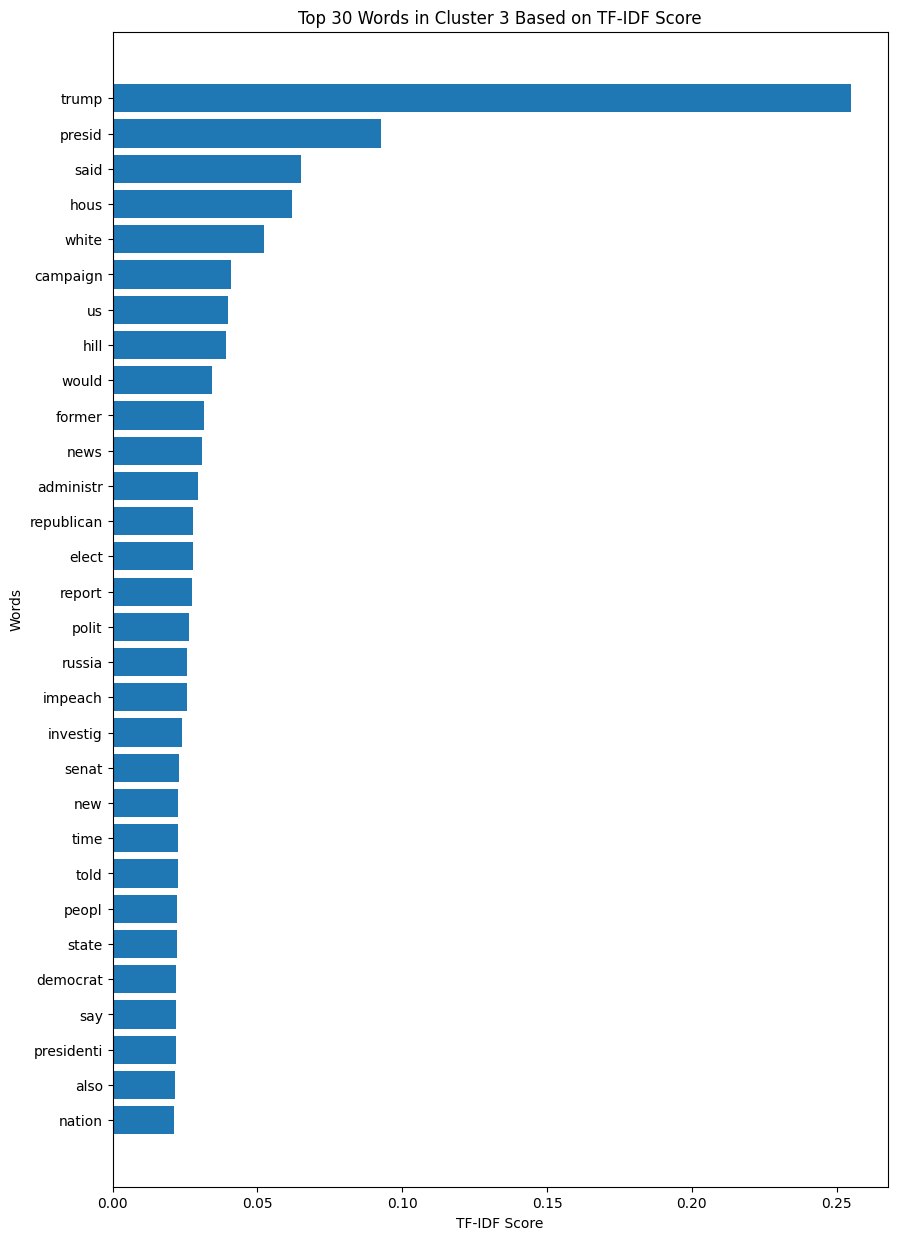 Top 30 Words in Cluster 3 Based on TF-IDF Score
trump
presid
said
hous
white
campaign
us
hill
would
former
news
administr
republican
elect
report
polit
russia
impeach
investig
senat
new
time
told
peopl
state
democrat
say
presidenti
also
nation
Words
0.00 0.05 0.10 0.15 0.20 0.25
TF-IDF Score